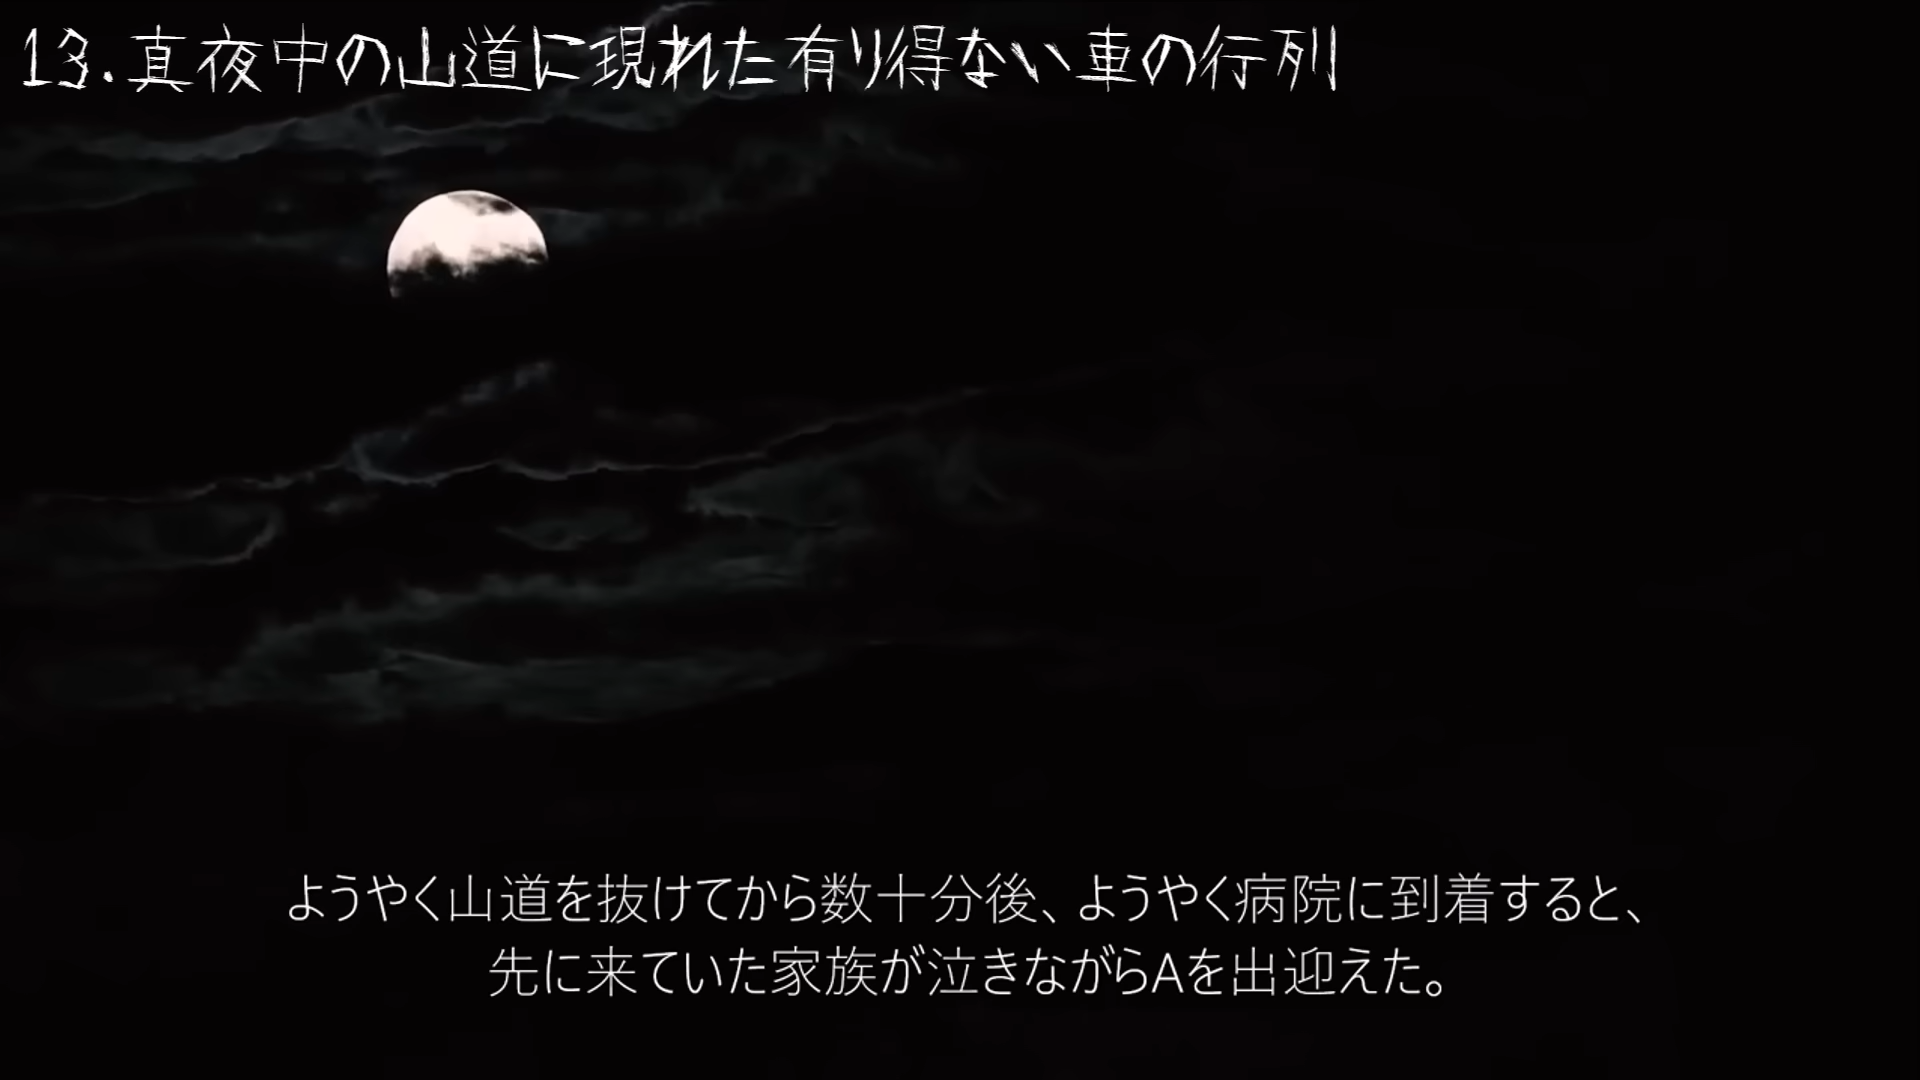 13.真夜中の山道に現れた有り得ない車の行列
ようやく山道を抜けてから数十分後、ようやく病院に到着すると、
先に来ていた家族が泣きながらAを出迎えた。